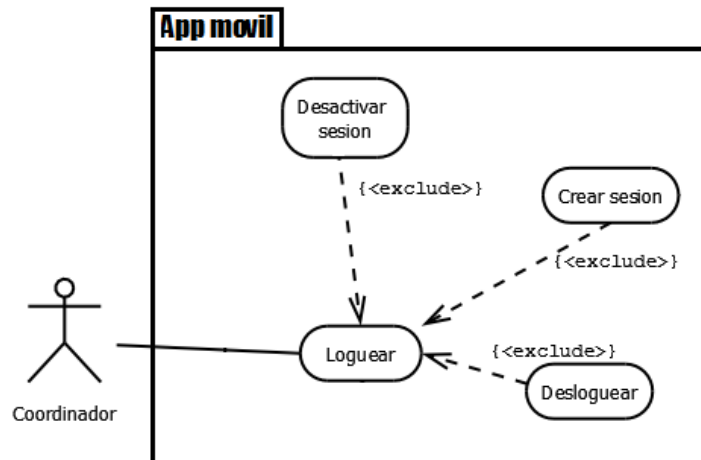 App movil
Desactivar
sesion
{<exclude>}
Crear sesion
{<exclude>}
Loguear
{<exclude>}
Desloguear
Coordinador